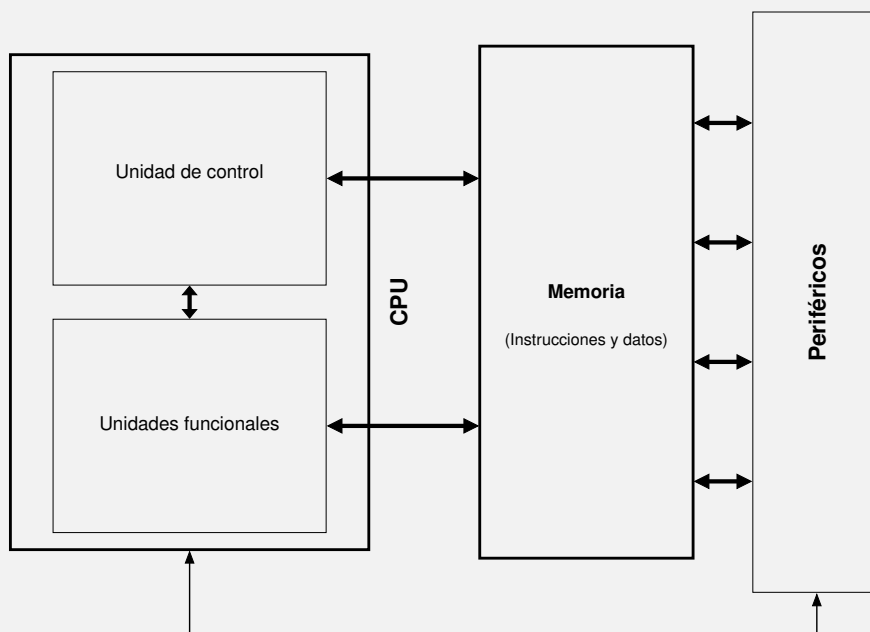 Unidad de control
Unidades funcionales
CPU
Memoria
(Instrucciones y datos)
Periféricos